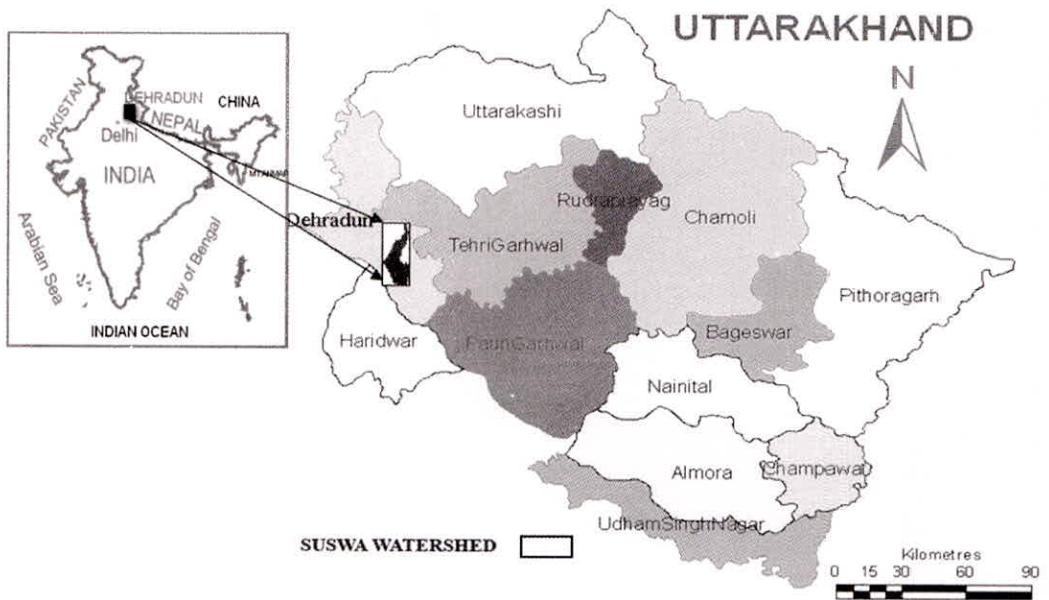 UTTARAKHAND
N
PAKISTAN
DEHRADUN
CHINA
Delhi
NEPAL
INDIA
MYANMAR
Arabian Sea
Bay of Bengal
INDIAN OCEAN
Uttarakashi
Dehradun
TehriGarhwal
Rudraprayag
Chamoli
Haridwar
PauriGarhwal
Bageswar
Pithoragarh
Nainital
Almora
Champawat
UdhamSinghNagar
SUSWA WATERSHED
Kilometres
0 15 30 60 90